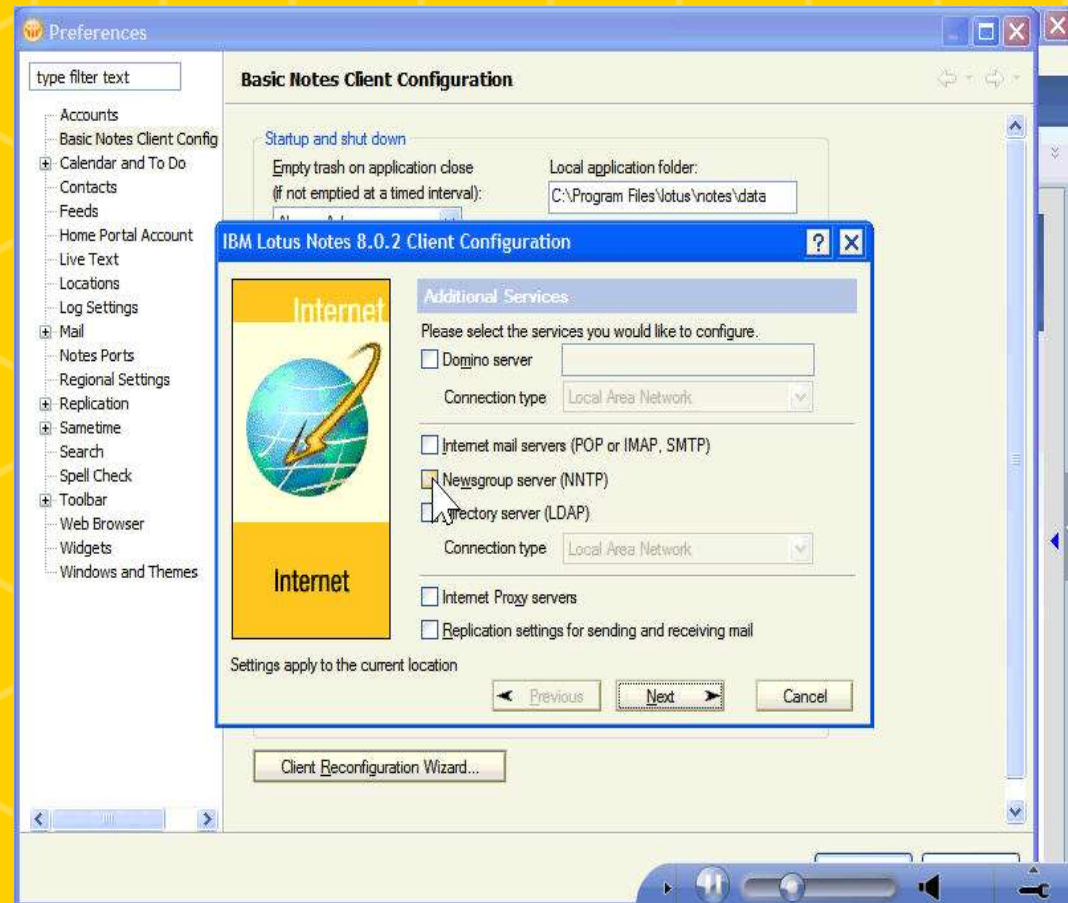 Preferences
type filter text
Accounts
Basic Notes Client Config
Calendar and To Do
Contacts
Feeds
Home Portal Account
Live Text
Locations
Log Settings
Mail
Notes Ports
Regional Settings
Replication
Sametime
Search
Spell Check
Toolbar
Web Browser
Widgets
Windows and Themes
Basic Notes Client Configuration
Startup and shut down
Empty trash on application close
(if not emptied at a timed interval):
Local application folder:
C:\Program Files\lotus\notes\data
IBM Lotus Notes 8.0.2 Client Configuration
Internet
Internet
Additional Services
Please select the services you would like to configure.
Domino server
Connection type Local Area Network
Internet mail servers (POP or IMAP, SMTP)
Newsgroup server (NNTP)
Directory server (LDAP)
Connection type Local Area Network
Internet Proxy servers
Replication settings for sending and receiving mail
Settings apply to the current location
Previous Next Cancel
Client Reconfiguration Wizard...